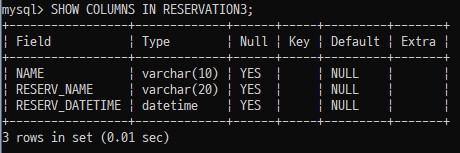 mysql> SHOW COLUMNS IN RESERVATION3;
+-----------------+-------------+------+-----+---------+-------+
| Field           | Type        | Null | Key | Default | Extra |
+-----------------+-------------+------+-----+---------+-------+
| NAME            | varchar(10) | YES  |     | NULL    |       |
| RESERV_NAME     | varchar(20) | YES  |     | NULL    |       |
| RESERV_DATETIME | datetime    | YES  |     | NULL    |       |
+-----------------+-------------+------+-----+---------+-------+
3 rows in set (0.01 sec)